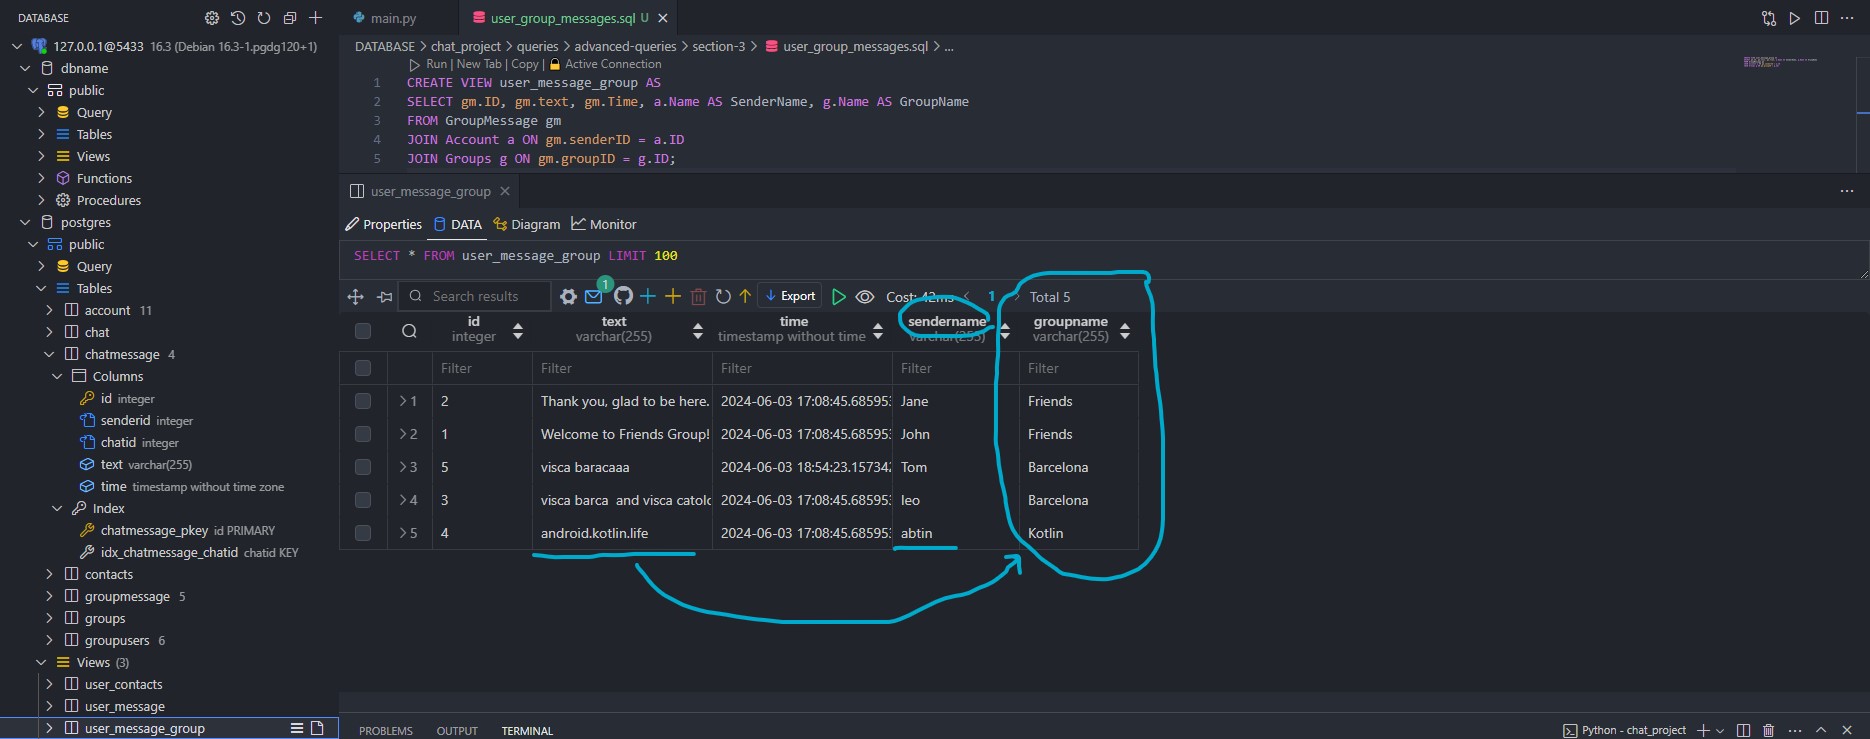 DATABASE
127.0.0.1@5433 16.3 (Debian 16.3-1.pgdg120+1)
dbname
public
Query
Tables
Views
Functions
Procedures
postgres
public
Query
Tables
account 11
chat
chatmessage 4
Columns
id integer
senderid integer
chatid integer
text varchar(255)
time timestamp without time zone
Index
chatmessage_pkey id PRIMARY
idx_chatmessage_chatid chatid KEY
contacts
groupmessage 5
groups
groupusers 6
Views (3)
user_contacts
user_message
user_message_group
main.py
user_group_messages.sql U
DATABASE > chat_project > queries > advanced-queries > section-3 > user_group_messages.sql > ...
Run | New Tab | Copy | Active Connection
1 CREATE VIEW user_message_group AS
2 SELECT gm.ID, gm.text, gm.Time, a.Name AS SenderName, g.Name AS GroupName
3 FROM GroupMessage gm
4 JOIN Account a ON gm.senderID = a.ID
5 JOIN Groups g ON gm.groupID = g.ID;
user_message_group
Properties DATA Diagram Monitor
SELECT * FROM user_message_group LIMIT 100
Search results 1 Export Cost: 42ms 1 Total 5
id text time sendername groupname
integer varchar(255) timestamp without time varchar(255) varchar(255)
Filter Filter Filter Filter Filter
1 2 Thank you, glad to be here. 2024-06-03 17:08:45.685953 Jane Friends
2 1 Welcome to Friends Group! 2024-06-03 17:08:45.685953 John Friends
3 5 visca baracaaa 2024-06-03 18:54:23.157342 Tom Barcelona
4 3 visca barca and visca catolo 2024-06-03 17:08:45.685953 leo Barcelona
5 4 android.kotlin.life 2024-06-03 17:08:45.685953 abtin Kotlin
PROBLEMS OUTPUT TERMINAL
Python - chat_project